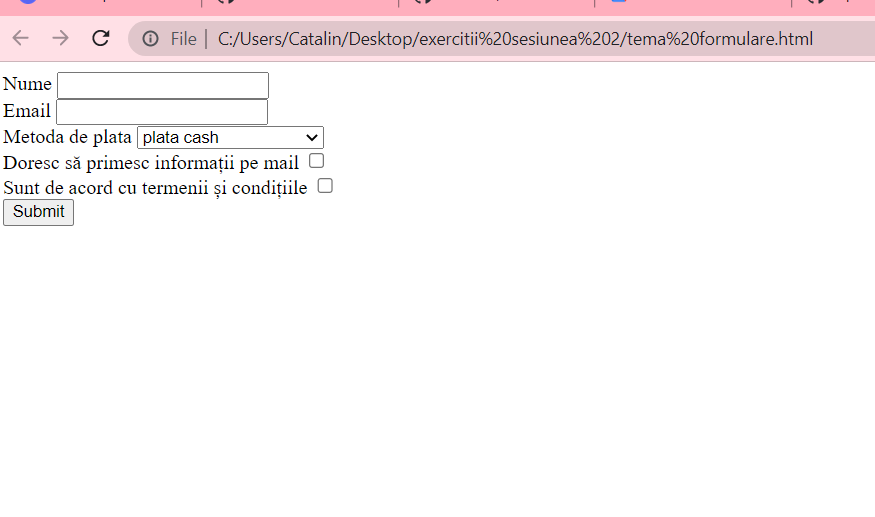 File | C:/Users/Catalin/Desktop/exercitii%20sesiunea%202/tema%20formulare.html
Nume
Email
Metoda de plata plata cash
Doresc să primesc informații pe mail
Sunt de acord cu termenii și condițiile
Submit